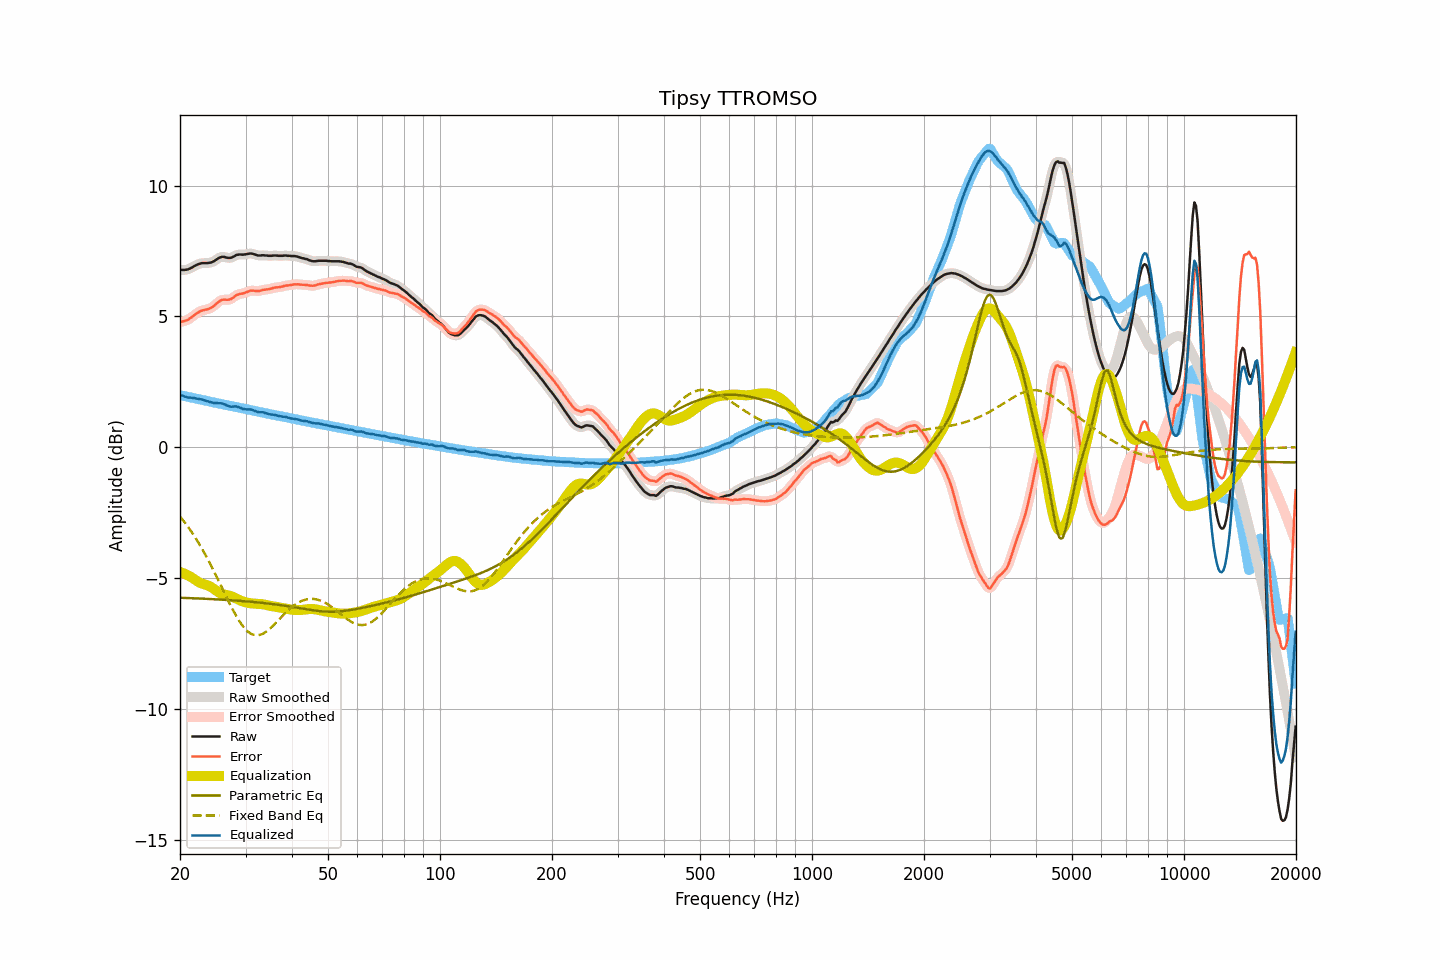 Tipsy TTROMSO
Amplitude (dBr)
10
5
0
−5
−10
−15
Target
Raw Smoothed
Error Smoothed
Raw
Error
Equalization
Parametric Eq
Fixed Band Eq
Equalized
20 50 100 200 500 1000 2000 5000 10000 20000
Frequency (Hz)